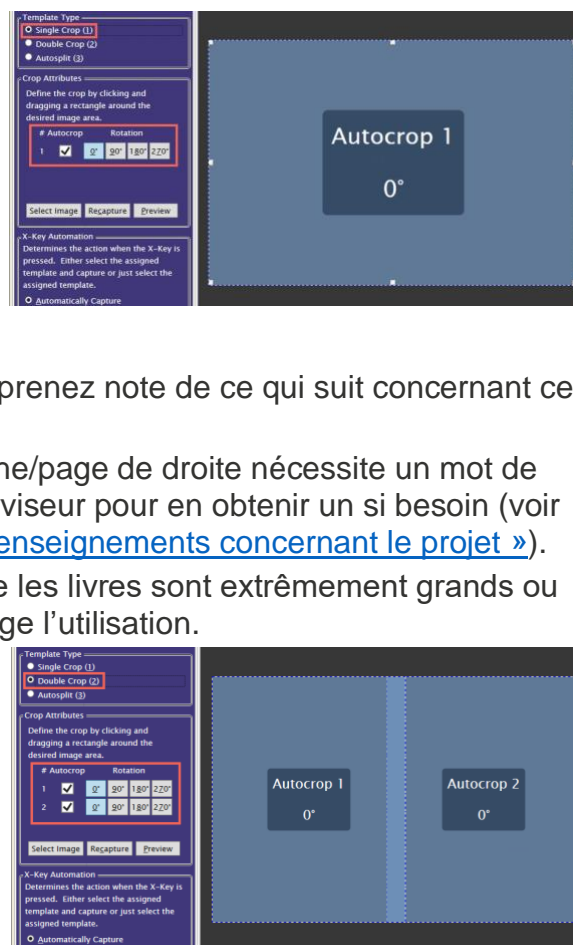 Template Type
Single Crop (1)
Double Crop (2)
Autosplit (3)
Crop Attributes
Define the crop by clicking and
dragging a rectangle around the
desired image area.
# Autocrop Rotation
1 0° 90° 180° 270°
Select Image Recapture Preview
X-Key Automation
Determines the action when the X-Key is
pressed. Either select the assigned
template and capture or just select the
assigned template.
Automatically Capture
Autocrop 1
0°
prenez note de ce qui suit concernant ce
ne/page de droite nécessite un mot de
viseur pour en obtenir un si besoin (voir
enseignements concernant le projet »).
e les livres sont extrêmement grands ou
ge l’utilisation.
Template Type
Single Crop (1)
Double Crop (2)
Autosplit (3)
Crop Attributes
Define the crop by clicking and
dragging a rectangle around the
desired image area.
# Autocrop Rotation
1 0° 90° 180° 270°
2 0° 90° 180° 270°
Select Image Recapture Preview
X-Key Automation
Determines the action when the X-Key is
pressed. Either select the assigned
template and capture or just select the
assigned template.
Automatically Capture
Autocrop 1
0°
Autocrop 2
0°